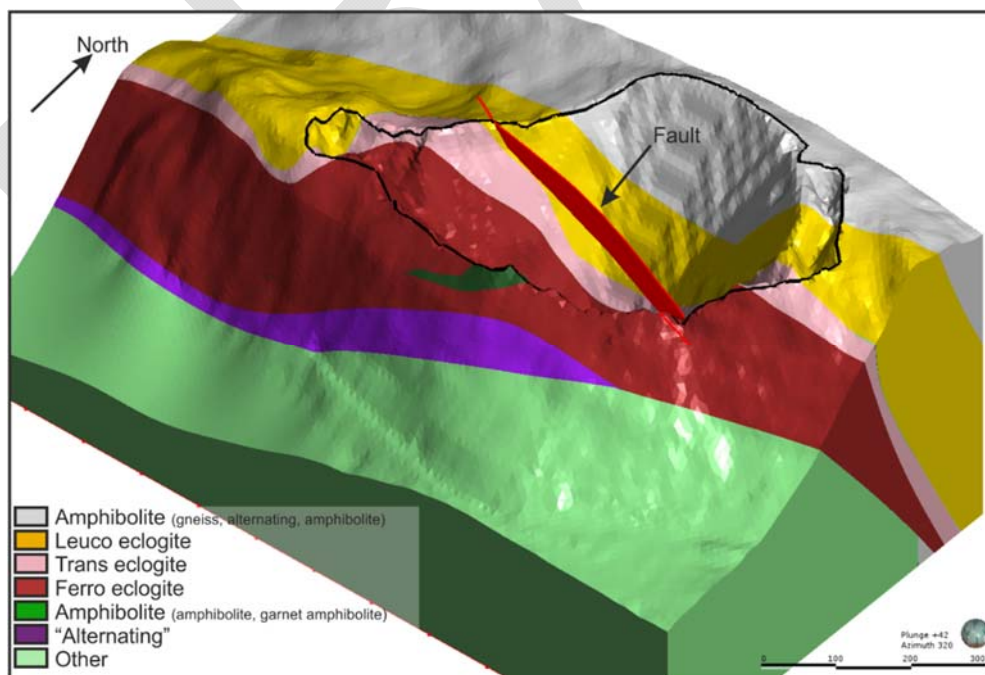 North
Fault
Amphibolite (gneiss, alternating, amphibolite)
Leuco eclogite
Trans eclogite
Ferro eclogite
Amphibolite (amphibolite, garnet amphibolite)
“Alternating”
Other
Plunge +42
Azimuth 320
0 100 200 300